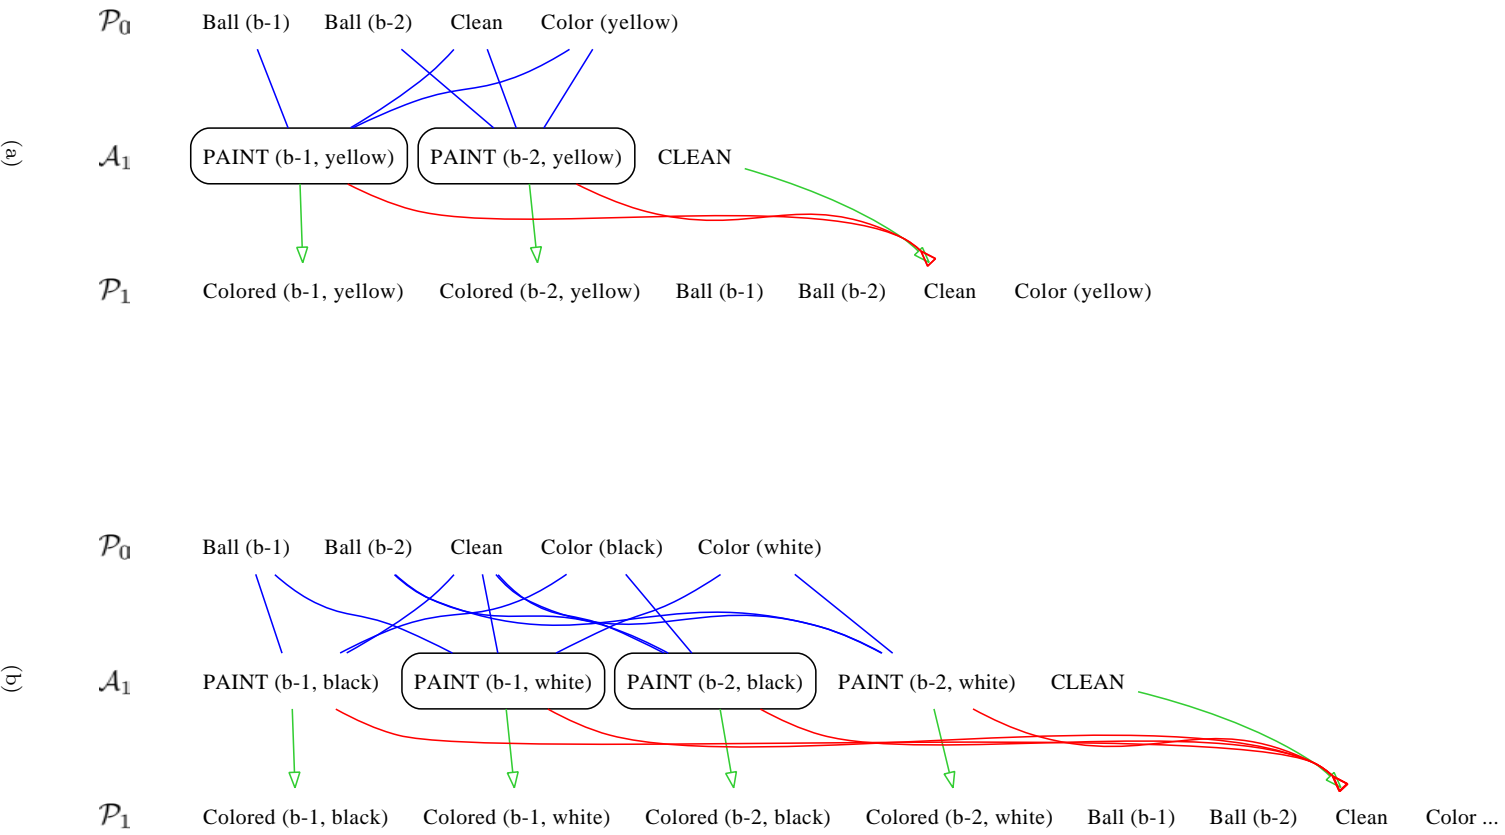 𝒫₀ Ball (b-1) Ball (b-2) Clean Color (yellow)
(a)
𝒜₁ PAINT (b-1, yellow) PAINT (b-2, yellow) CLEAN
𝒫₁ Colored (b-1, yellow) Colored (b-2, yellow) Ball (b-1) Ball (b-2) Clean Color (yellow)
𝒫₀ Ball (b-1) Ball (b-2) Clean Color (black) Color (white)
(b)
𝒜₁ PAINT (b-1, black) PAINT (b-1, white) PAINT (b-2, black) PAINT (b-2, white) CLEAN
𝒫₁ Colored (b-1, black) Colored (b-1, white) Colored (b-2, black) Colored (b-2, white) Ball (b-1) Ball (b-2) Clean Color ...